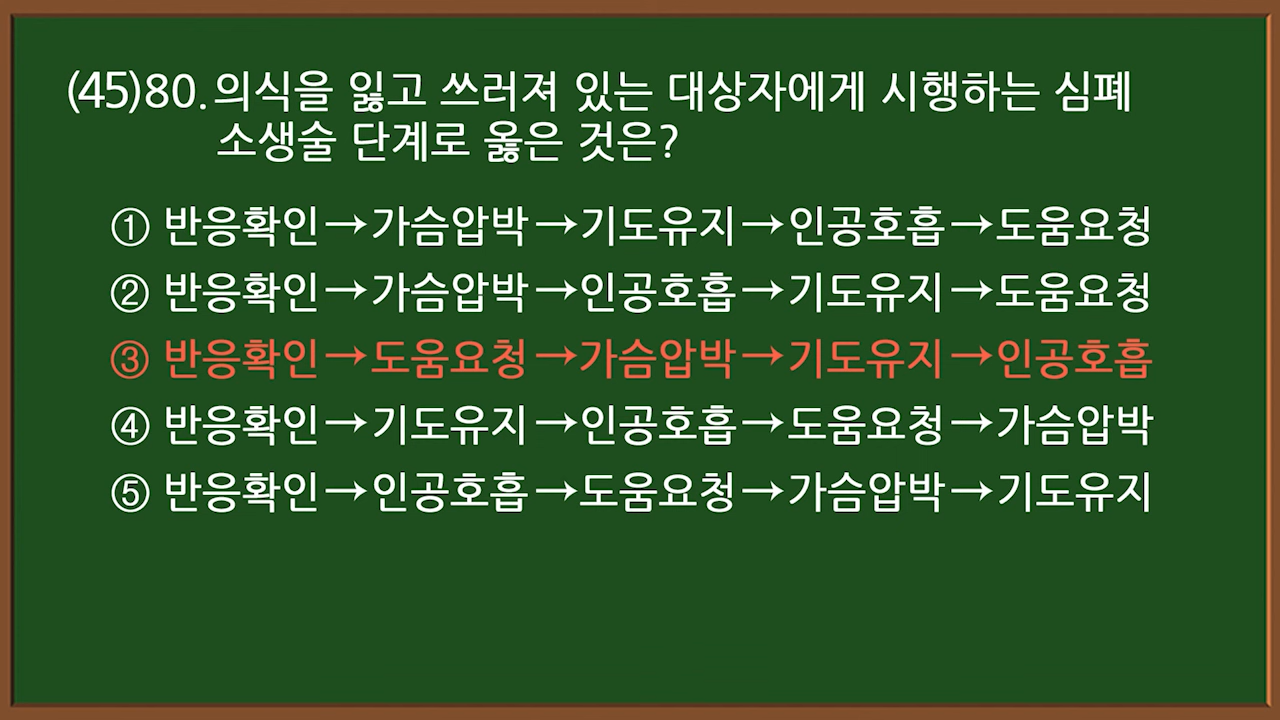 (45)80. 의식을 잃고 쓰러져 있는 대상자에게 시행하는 심폐
소생술 단계로 옳은 것은?
① 반응확인→가슴압박→기도유지→인공호흡→도움요청
② 반응확인→가슴압박→인공호흡→기도유지→도움요청
③ 반응확인→도움요청→가슴압박→기도유지→인공호흡
④ 반응확인→기도유지→인공호흡→도움요청→가슴압박
⑤ 반응확인→인공호흡→도움요청→가슴압박→기도유지